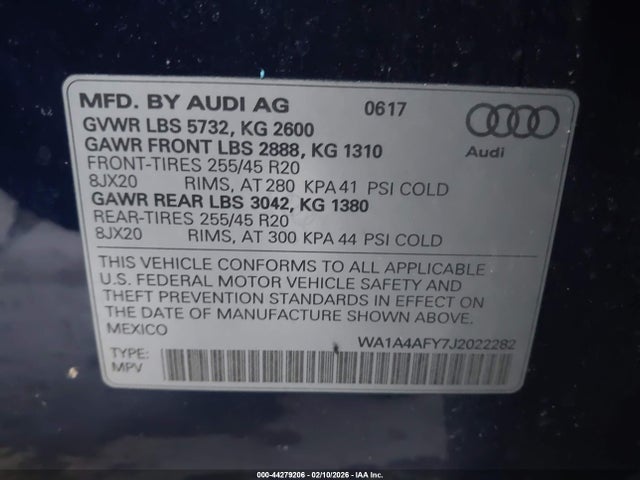 MFD. BY AUDI AG 0617
GVWR LBS 5732, KG 2600
GAWR FRONT LBS 2888, KG 1310
Audi
FRONT-TIRES 255/45 R20
8JX20 RIMS, AT 280 KPA 41 PSI COLD
GAWR REAR LBS 3042, KG 1380
REAR-TIRES 255/45 R20
8JX20 RIMS, AT 300 KPA 44 PSI COLD
THIS VEHICLE CONFORMS TO ALL APPLICABLE
U.S. FEDERAL MOTOR VEHICLE SAFETY AND
THEFT PREVENTION STANDARDS IN EFFECT ON
THE DATE OF MANUFACTURE SHOWN ABOVE.
MEXICO WA1A4AFY7J2022282
TYPE:
MPV
000-44279206 - 02/10/2026 - IAA Inc.